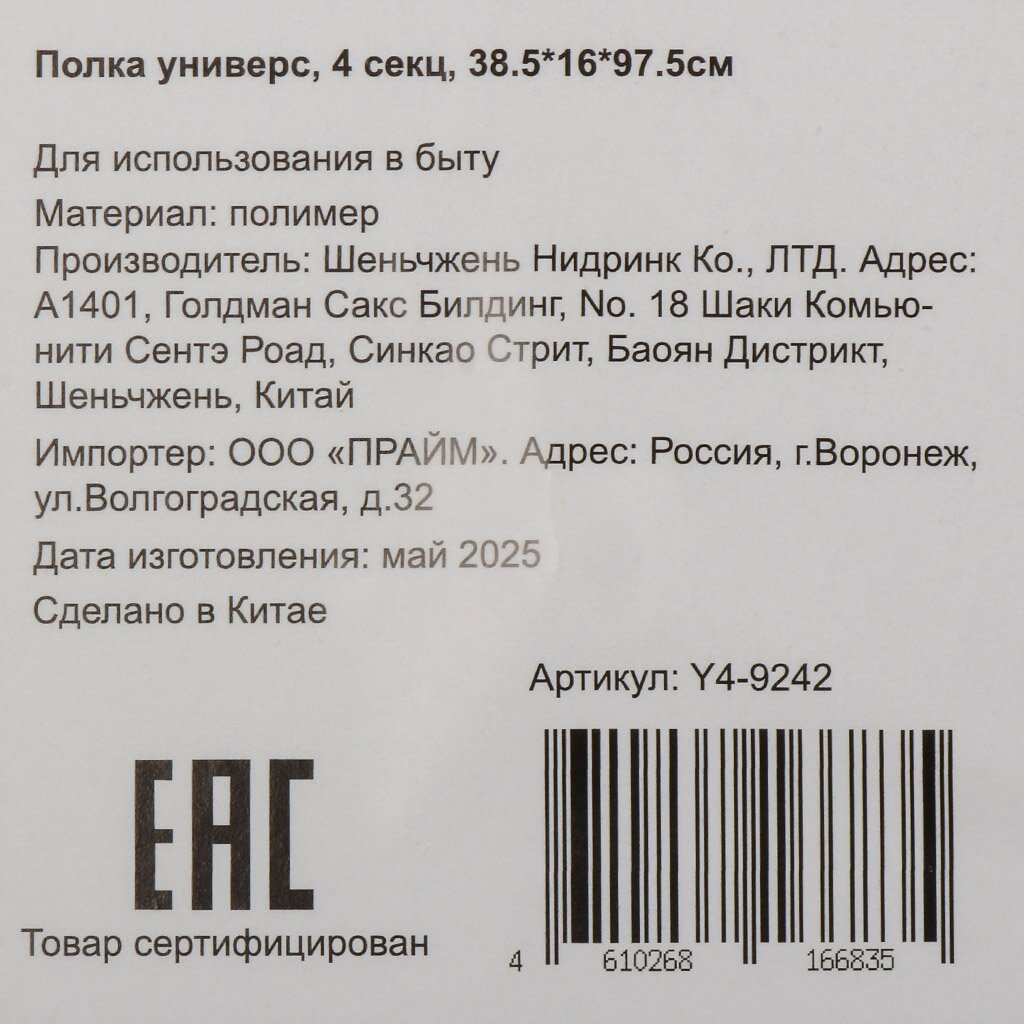 Полка универс, 4 секц, 38.5*16*97.5см
Для использования в быту
Материал: полимер
Производитель: Шеньчжень Нидринк Ко., ЛТД. Адрес:
А1401, Голдман Сакс Билдинг, No. 18 Шаки Комью-
нити Сентэ Роад, Синкао Стрит, Баоян Дистрикт,
Шеньчжень, Китай
Импортер: ООО «ПРАЙМ». Адрес: Россия, г.Воронеж,
ул.Волгоградская, д.32
Дата изготовления: май 2025
Сделано в Китае
Артикул: Y4-9242
EAC
Товар сертифицирован
4 610268 166835